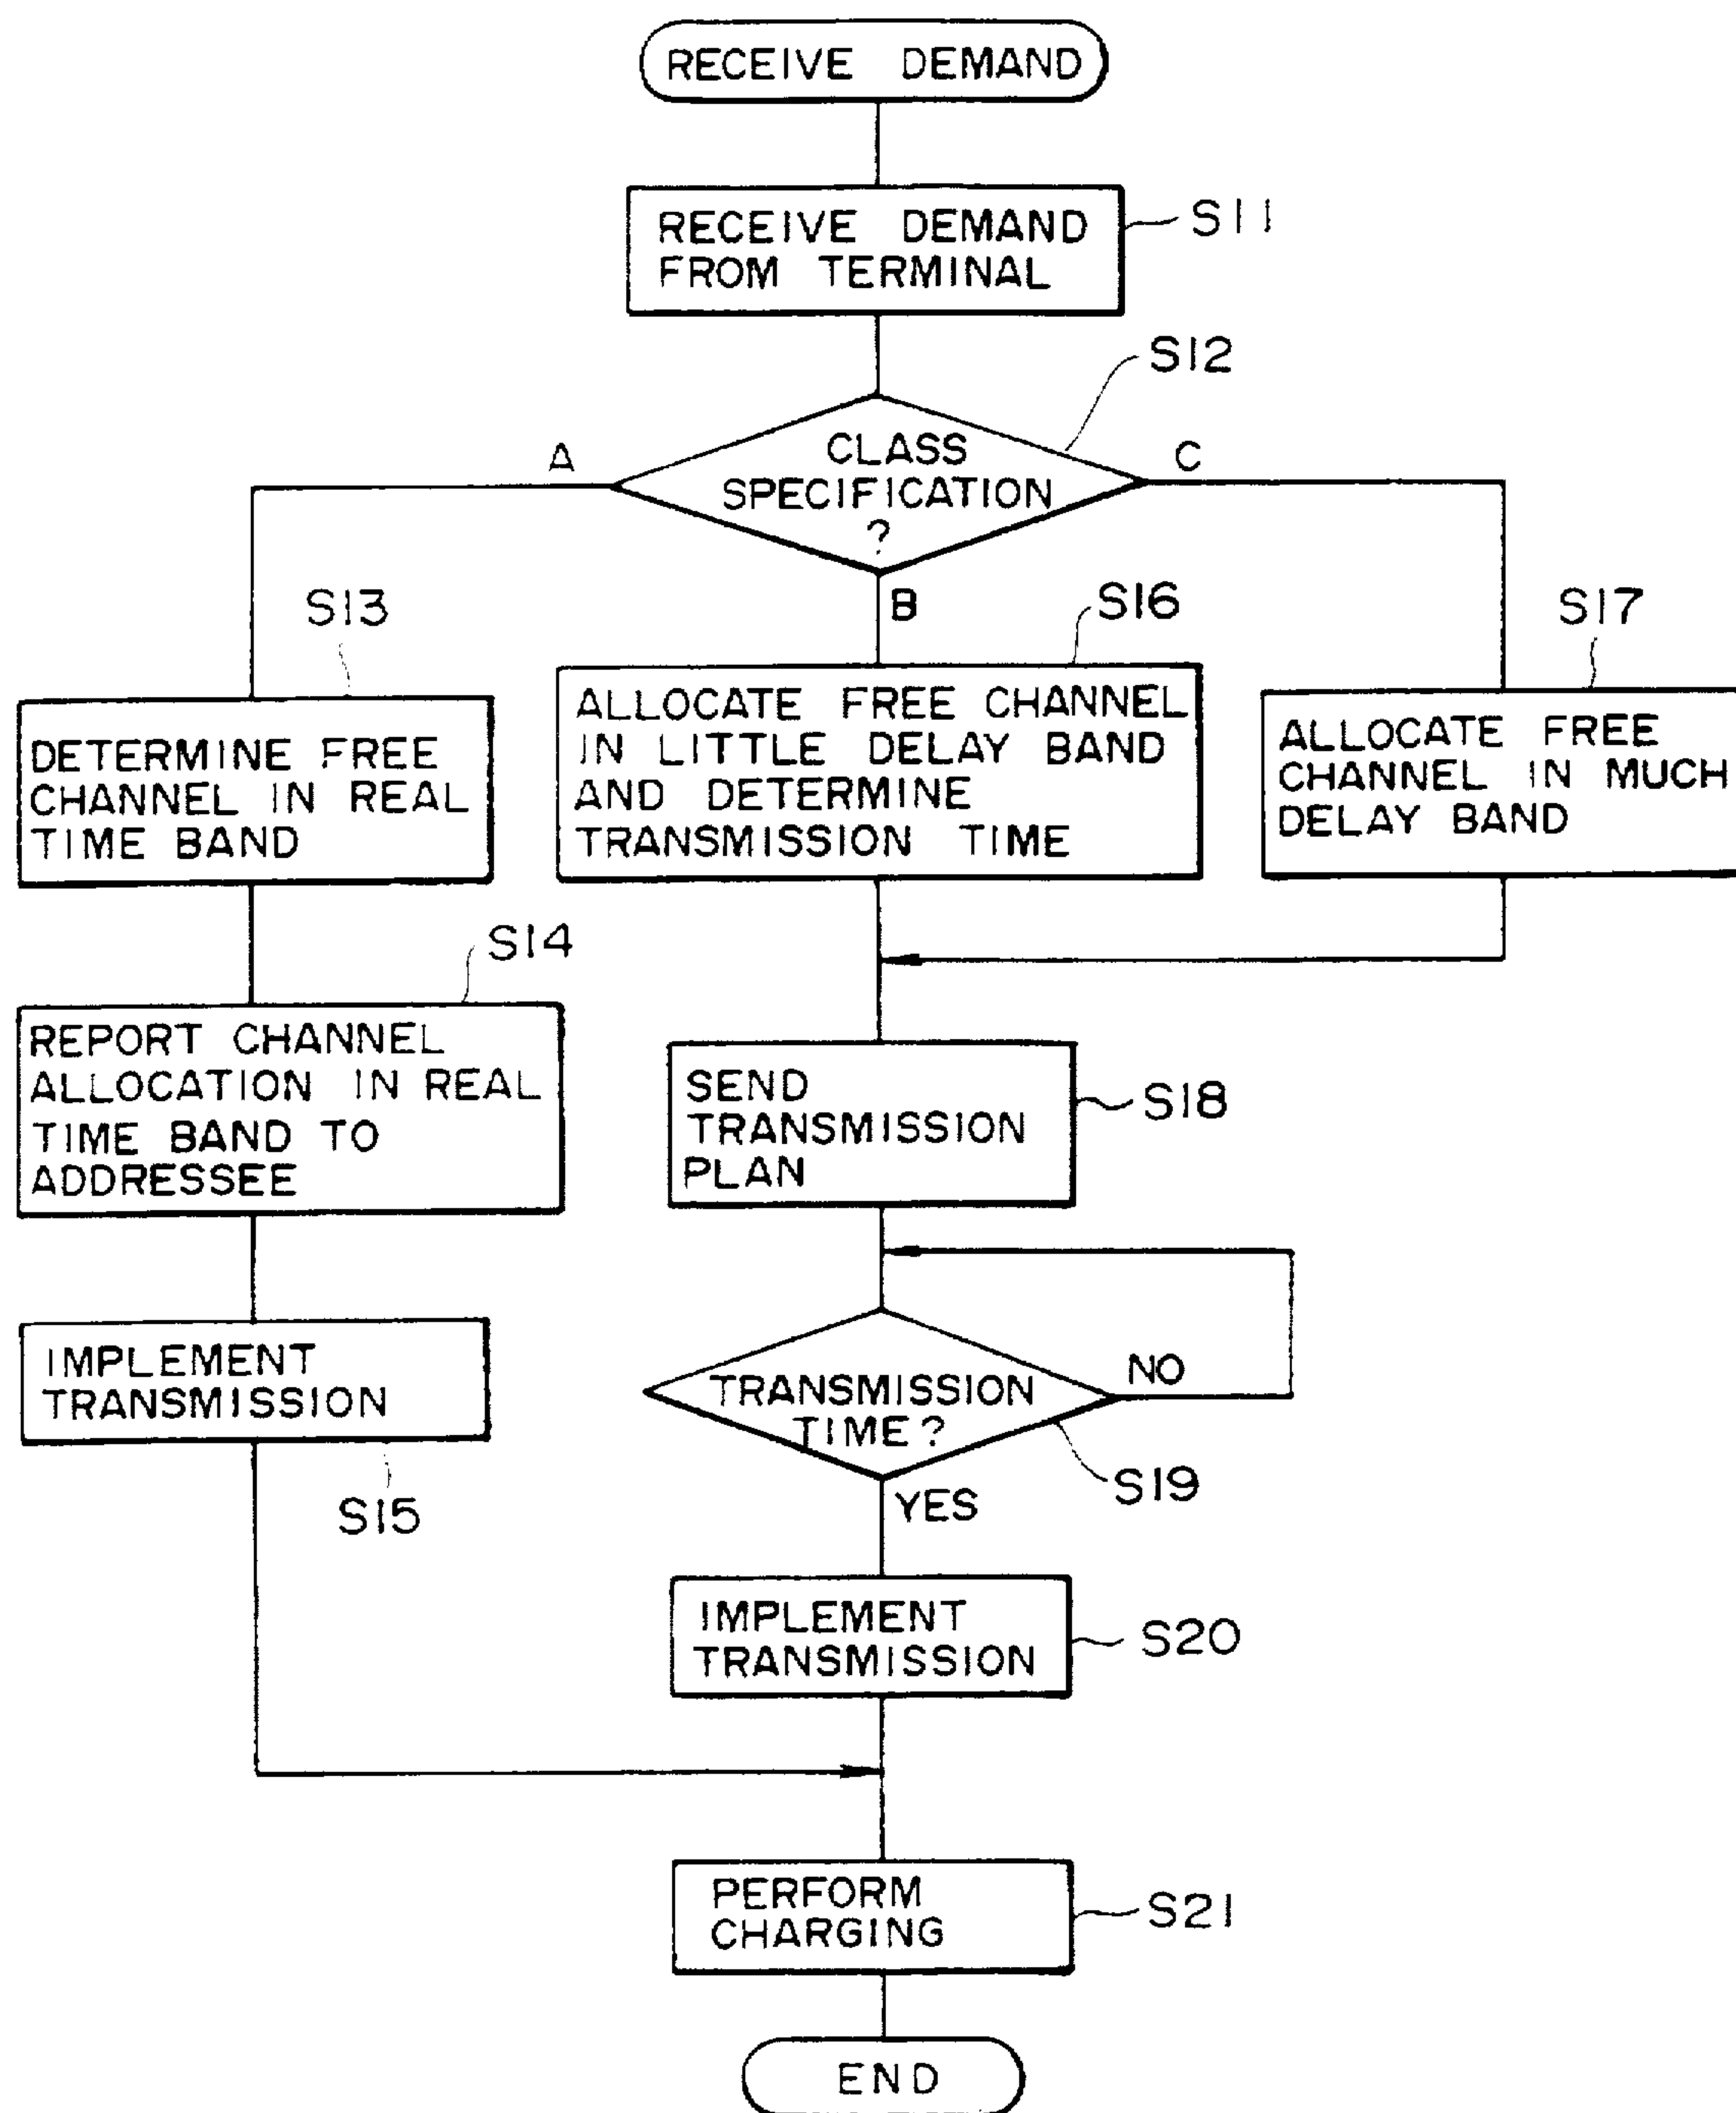 RECEIVE DEMAND
RECEIVE DEMAND
FROM TERMINAL
S11
S12
CLASS
SPECIFICATION
?
A
C
B
S13
S16
S17
DETERMINE FREE
CHANNEL IN REAL
TIME BAND
ALLOCATE FREE CHANNEL
IN LITTLE DELAY BAND
AND DETERMINE
TRANSMISSION TIME
ALLOCATE FREE
CHANNEL IN MUCH
DELAY BAND
S14
REPORT CHANNEL
ALLOCATION IN REAL
TIME BAND TO
ADDRESSEE
SEND
TRANSMISSION
PLAN
S18
IMPLEMENT
TRANSMISSION
S15
TRANSMISSION
TIME?
NO
S19
YES
IMPLEMENT
TRANSMISSION
S20
PERFORM
CHARGING
S21
END